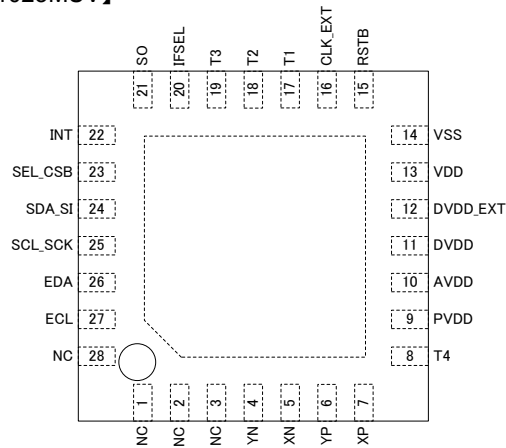 SO IFSEL T3 T2 T1 CLK_EXT RSTB
21 20 19 18 17 16 15
INT 22 14 VSS
SEL_CSB 23 13 VDD
SDA_SI 24 12 DVDD_EXT
SCL_SCK 25 11 DVDD
EDA 26 10 AVDD
ECL 27 9 PVDD
NC 28 8 T4
1 2 3 4 5 6 7
NC NC NC YN XN YP XP